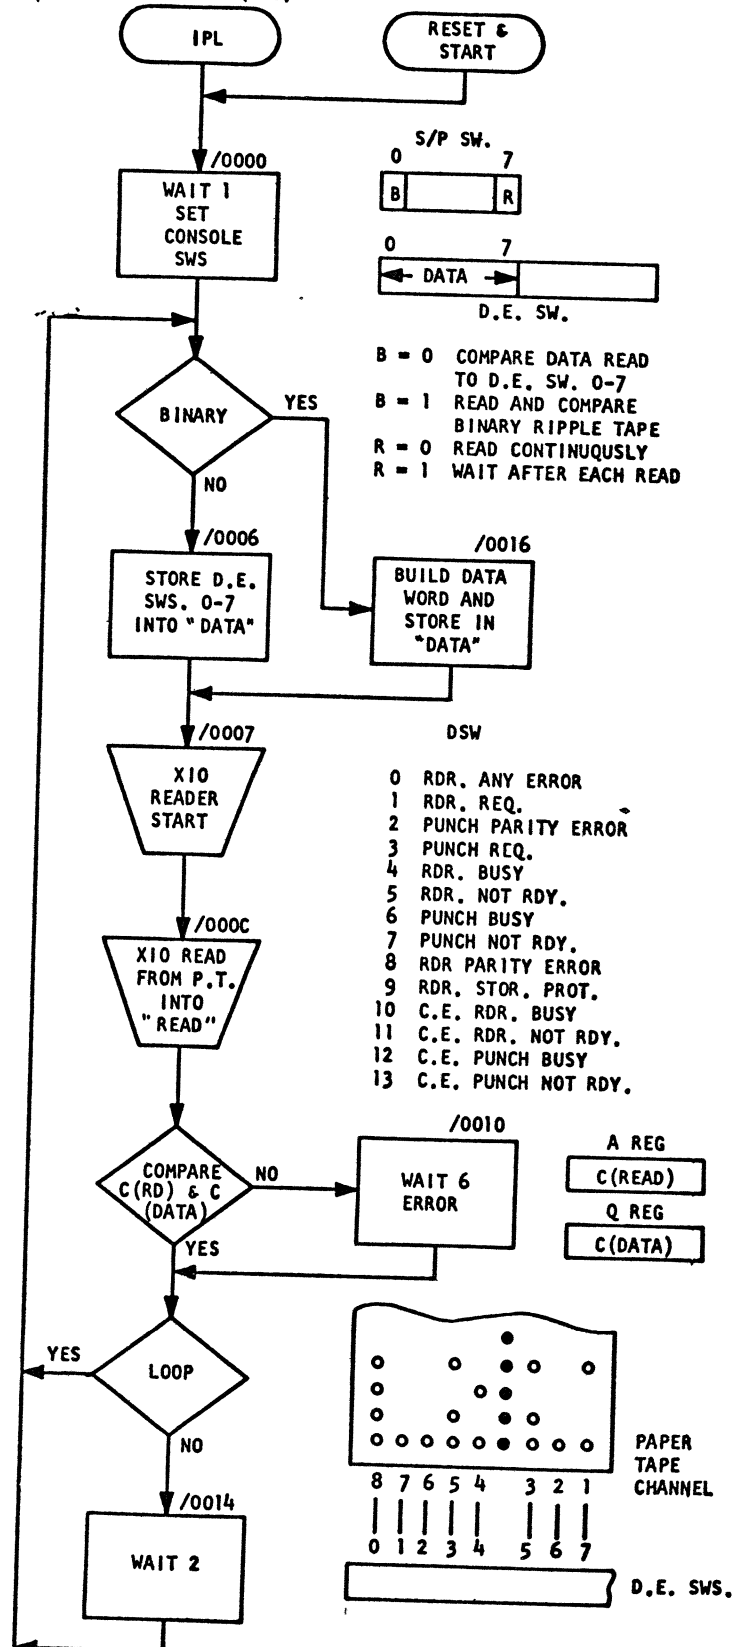 IPL
RESET &
START
/0000
WAIT 1
SET
CONSOLE
SWS
S/P SW.
0 7
B R
0 7
DATA
D.E. SW.
B = 0 COMPARE DATA READ
TO D.E. SW. 0-7
B = 1 READ AND COMPARE
BINARY RIPPLE TAPE
R = 0 READ CONTINUQUSLY
R = 1 WAIT AFTER EACH READ
BINARY
YES
NO
/0006
STORE D.E.
SWS. 0-7
INTO "DATA"
/0016
BUILD DATA
WORD AND
STORE IN
"DATA"
/0007
XIO
READER
START
DSW
0 RDR. ANY ERROR
1 RDR. REQ.
2 PUNCH PARITY ERROR
3 PUNCH REQ.
4 RDR. BUSY
5 RDR. NOT RDY.
6 PUNCH BUSY
7 PUNCH NOT RDY.
8 RDR PARITY ERROR
9 RDR. STOR. PROT.
10 C.E. RDR. BUSY
11 C.E. RDR. NOT RDY.
12 C.E. PUNCH BUSY
13 C.E. PUNCH NOT RDY.
/000C
XIO READ
FROM P.T.
INTO
"READ"
COMPARE
C(RD) & C
(DATA)
NO
YES
/0010
WAIT 6
ERROR
A REG
C(READ)
Q REG
C(DATA)
LOOP
YES
NO
/0014
WAIT 2
PAPER
TAPE
CHANNEL
8 7 6 5 4 3 2 1
0 1 2 3 4 5 6 7
D.E. SWS.